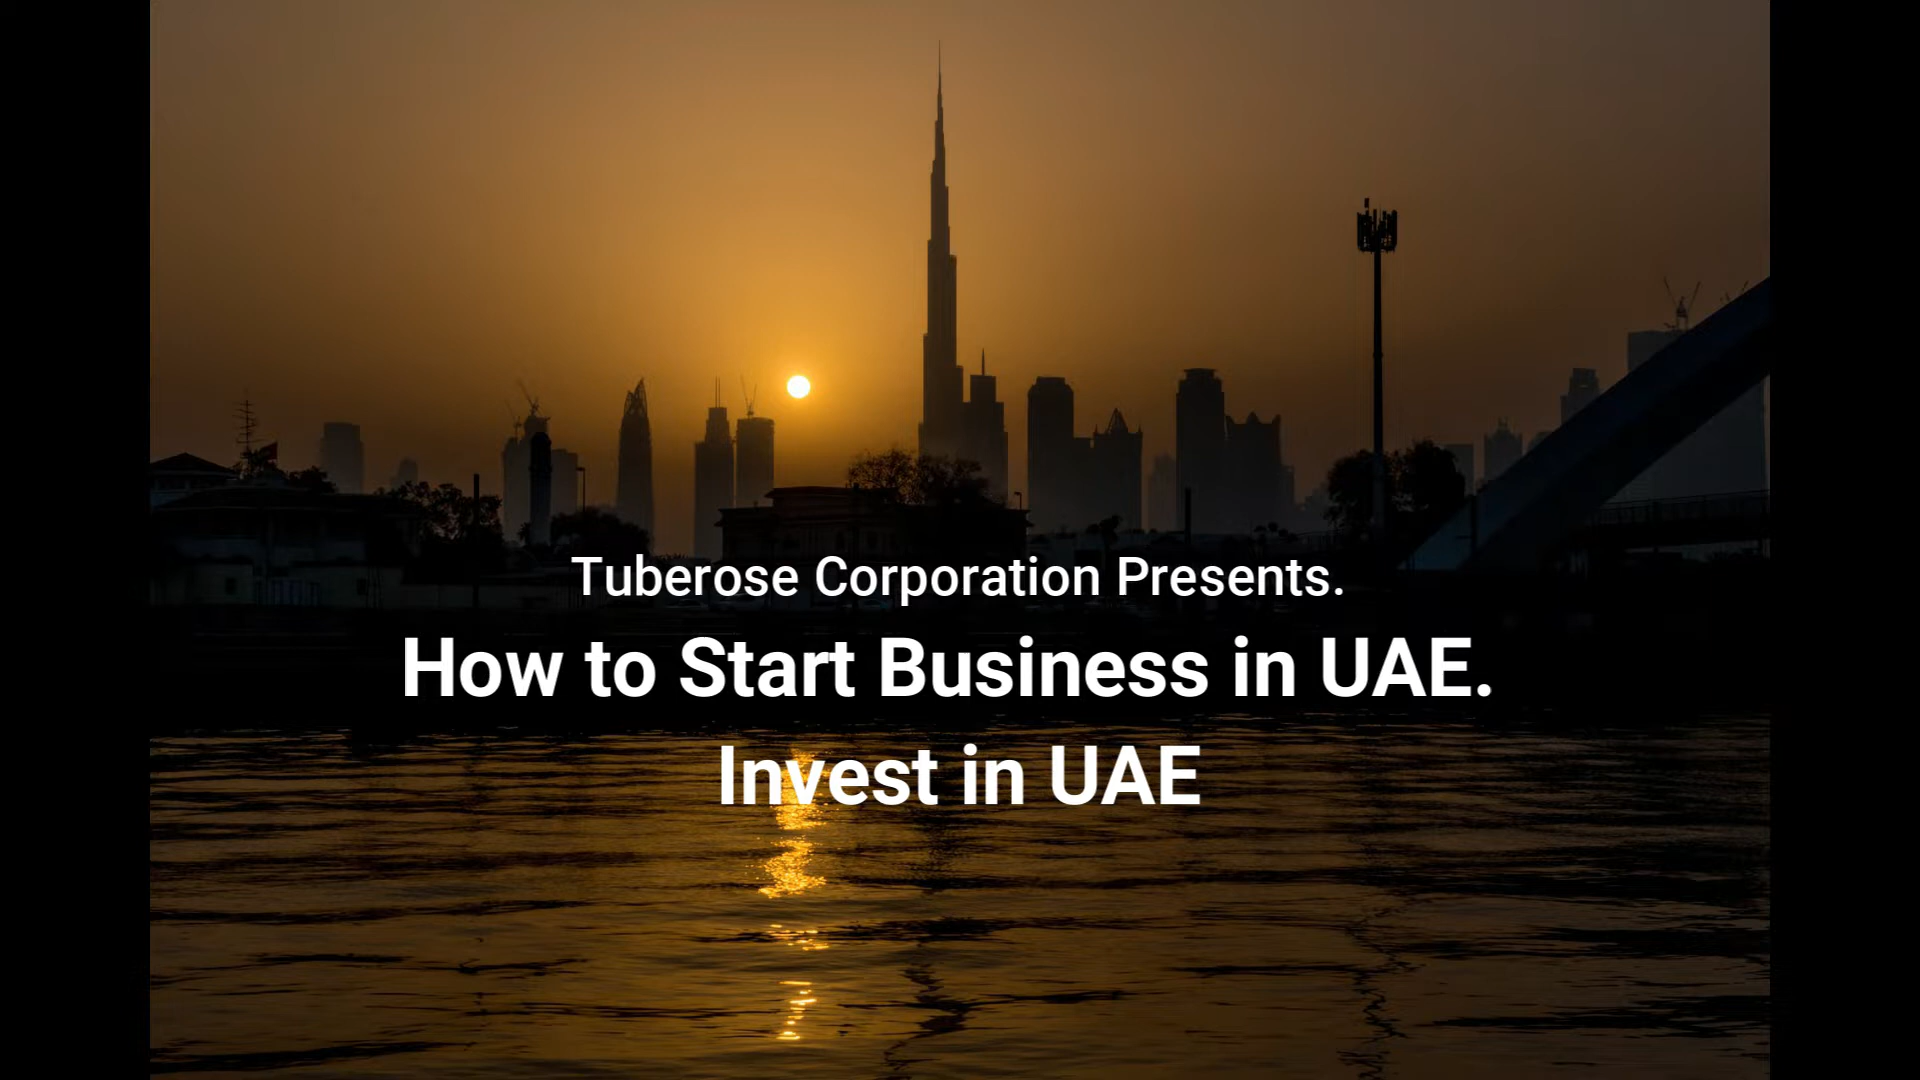 Tuberose Corporation Presents.
How to Start Business in UAE.
Invest in UAE